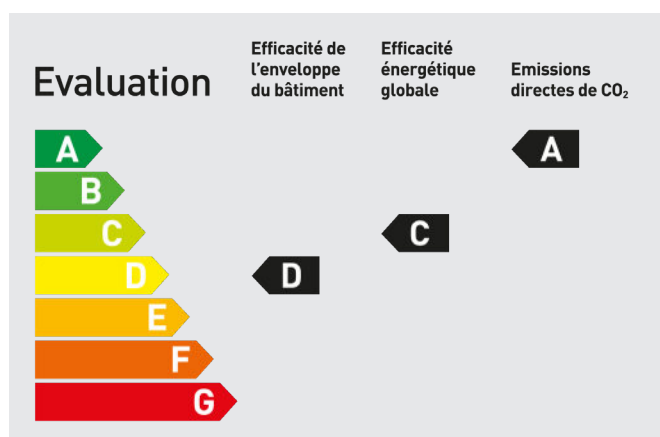 Evaluation
Efficacité de
l'enveloppe
du bâtiment
Efficacité
énergétique
globale
Emissions
directes de CO₂
A
A
B
C
C
D
D
E
F
G